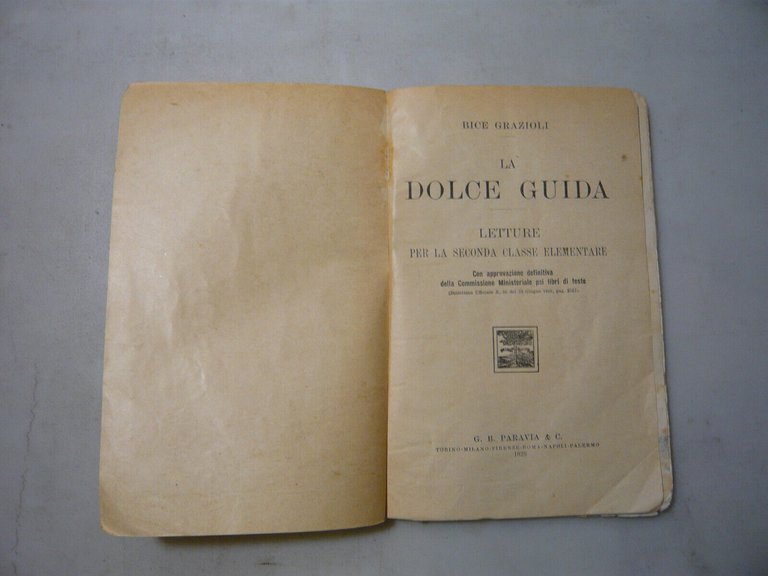 BICE GRAZIOLI
LA
DOLCE GUIDA
LETTURE
PER LA SECONDA CLASSE ELEMENTARE
Con approvazione definitiva
della Commissione Ministeriale pei libri di testo
G. B. PARAVIA & C.
TORINO-MILANO-FIRENZE-ROMA-NAPOLI-PALERMO